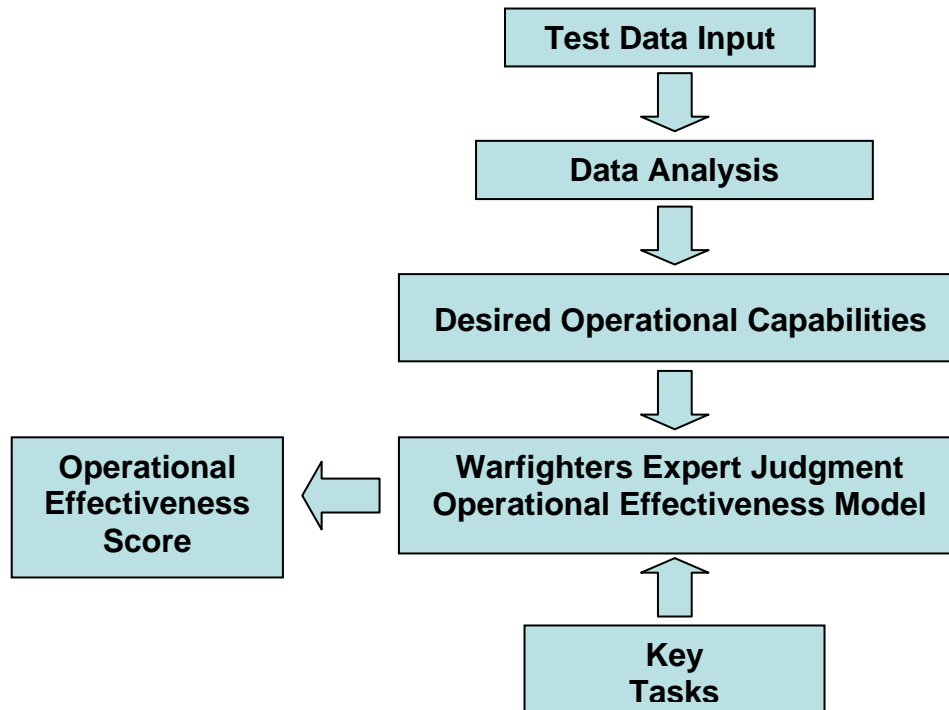 Test Data Input
Data Analysis
Desired Operational Capabilities
Operational
Effectiveness
Score
Warfighters Expert Judgment
Operational Effectiveness Model
Key
Tasks